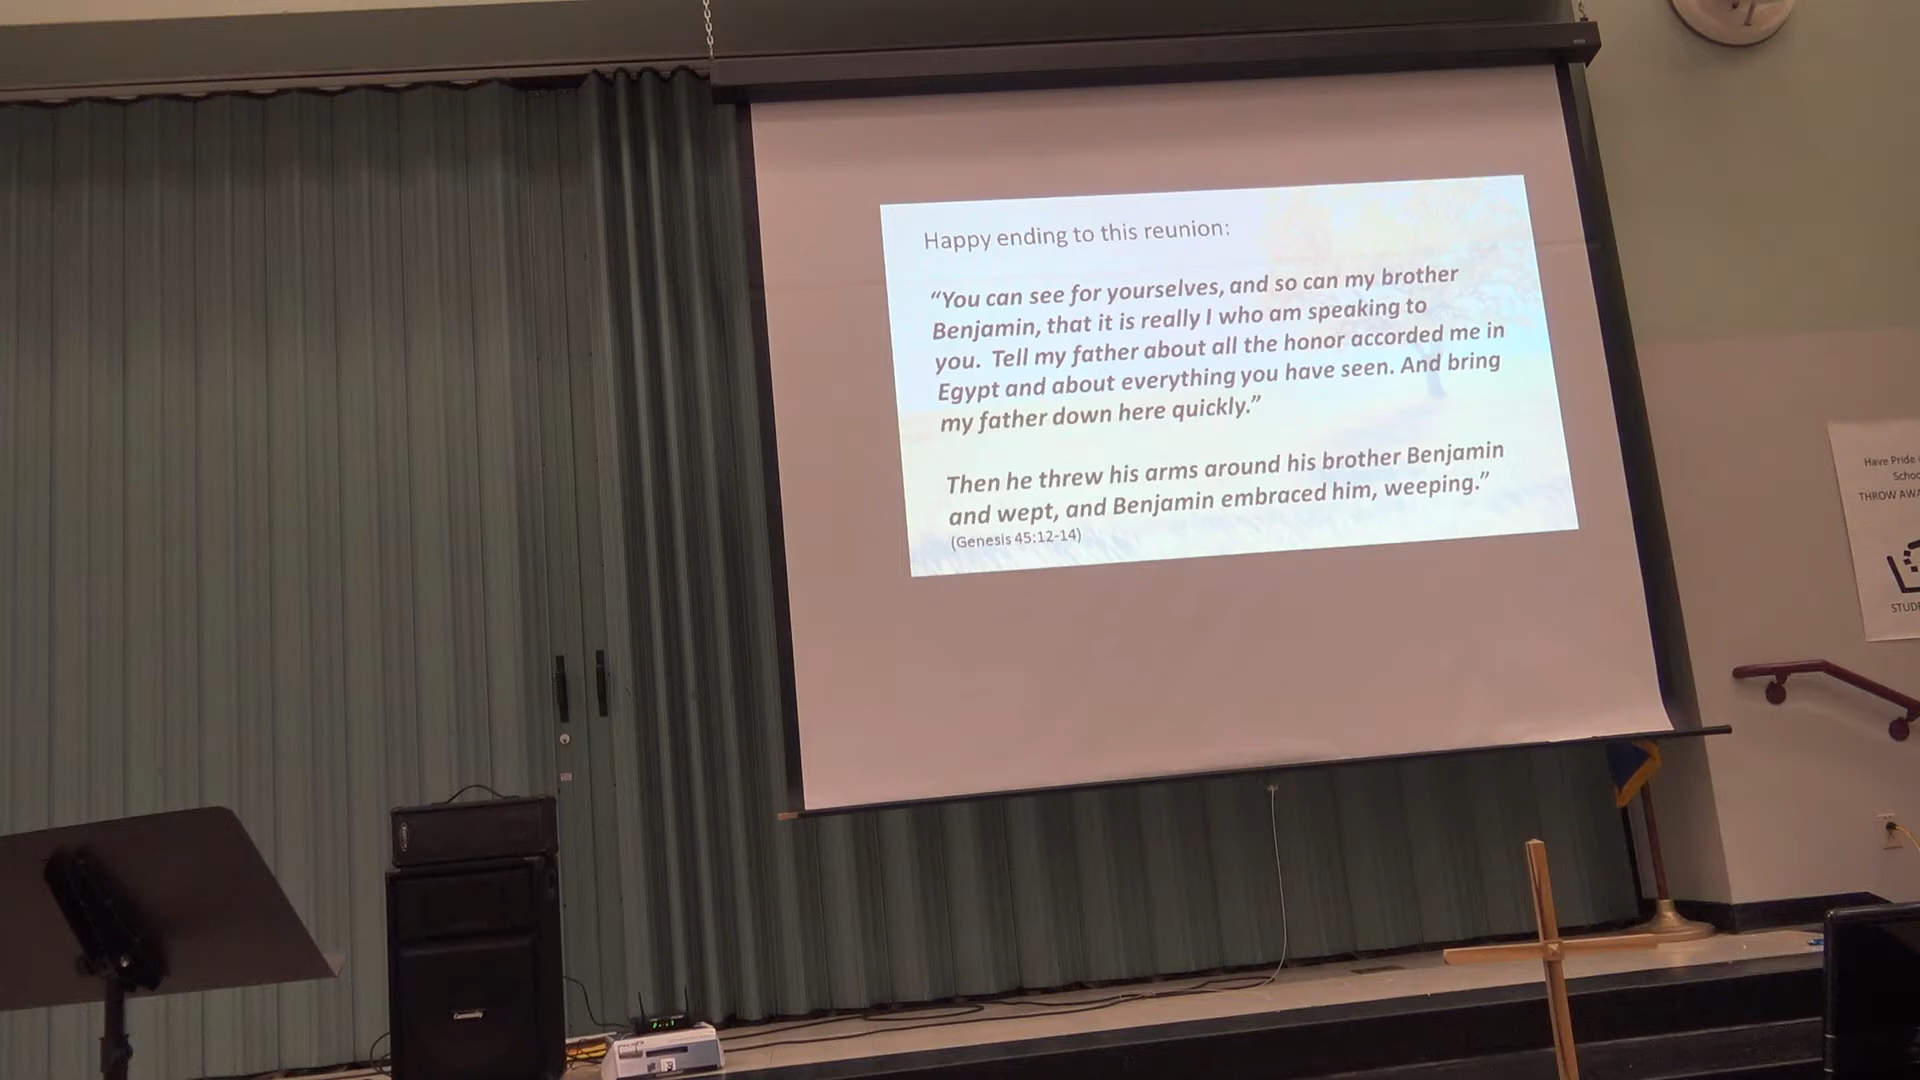 Happy ending to this reunion:
“You can see for yourselves, and so can my brother
Benjamin, that it is really I who am speaking to
you. Tell my father about all the honor accorded me in
Egypt and about everything you have seen. And bring
my father down here quickly.”
Then he threw his arms around his brother Benjamin
and wept, and Benjamin embraced him, weeping.”
(Genesis 45:12-14)
Have Pride
THROW
Community